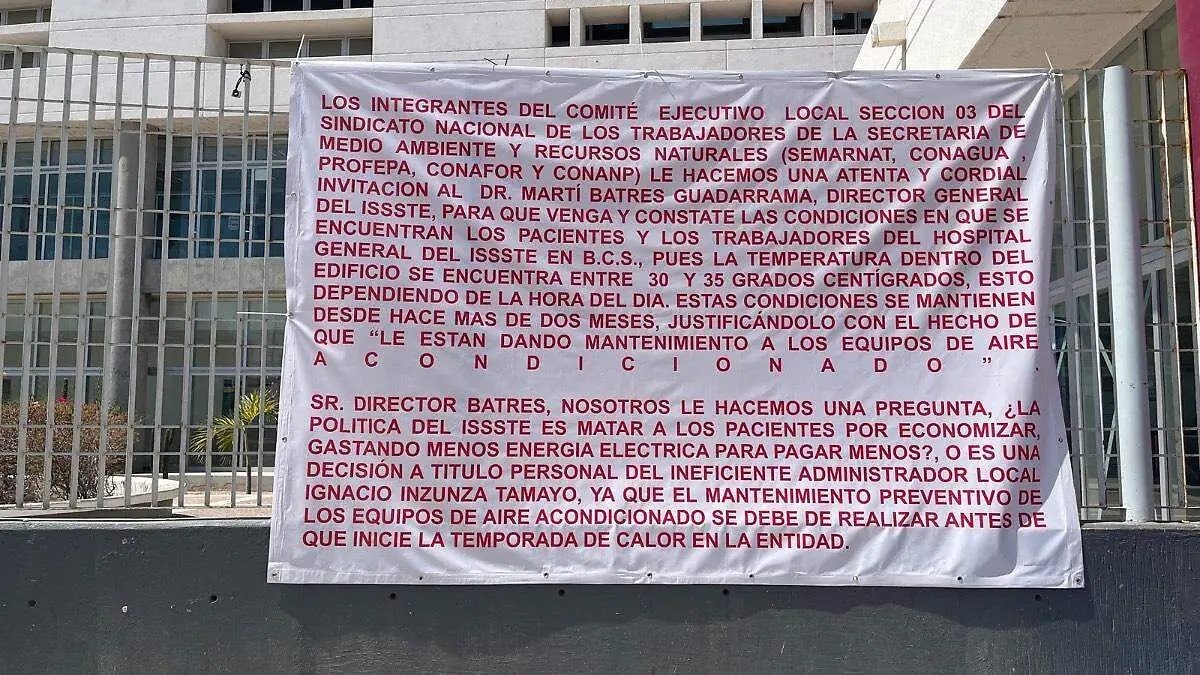 LOS INTEGRANTES DEL COMITÉ EJECUTIVO LOCAL SECCION 03 DEL
SINDICATO NACIONAL DE LOS TRABAJADORES DE LA SECRETARIA DE
MEDIO AMBIENTE Y RECURSOS NATURALES (SEMARNAT, CONAGUA ,
PROFEPA, CONAFOR Y CONANP) LE HACEMOS UNA ATENTA Y CORDIAL
INVITACION AL DR. MARTÍ BATRES GUADARRAMA, DIRECTOR GENERAL
DEL ISSSTE, PARA QUE VENGA Y CONSTATE LAS CONDICIONES EN QUE SE
ENCUENTRAN LOS PACIENTES Y LOS TRABAJADORES DEL HOSPITAL
GENERAL DEL ISSSTE EN B.C.S., PUES LA TEMPERATURA DENTRO DEL
EDIFICIO SE ENCUENTRA ENTRE 30 Y 35 GRADOS CENTÍGRADOS, ESTO
DEPENDIENDO DE LA HORA DEL DIA. ESTAS CONDICIONES SE MANTIENEN
DESDE HACE MAS DE DOS MESES, JUSTIFICÁNDOLO CON EL HECHO DE
QUE “LE ESTAN DANDO MANTENIMIENTO A LOS EQUIPOS DE AIRE
A C O N D I C I O N A D O ” .
SR. DIRECTOR BATRES, NOSOTROS LE HACEMOS UNA PREGUNTA, ¿LA
POLITICA DEL ISSSTE ES MATAR A LOS PACIENTES POR ECONOMIZAR,
GASTANDO MENOS ENERGIA ELECTRICA PARA PAGAR MENOS?, O ES UNA
DECISIÓN A TITULO PERSONAL DEL INEFICIENTE ADMINISTRADOR LOCAL
IGNACIO INZUNZA TAMAYO, YA QUE EL MANTENIMIENTO PREVENTIVO DE
LOS EQUIPOS DE AIRE ACONDICIONADO SE DEBE DE REALIZAR ANTES DE
QUE INICIE LA TEMPORADA DE CALOR EN LA ENTIDAD.